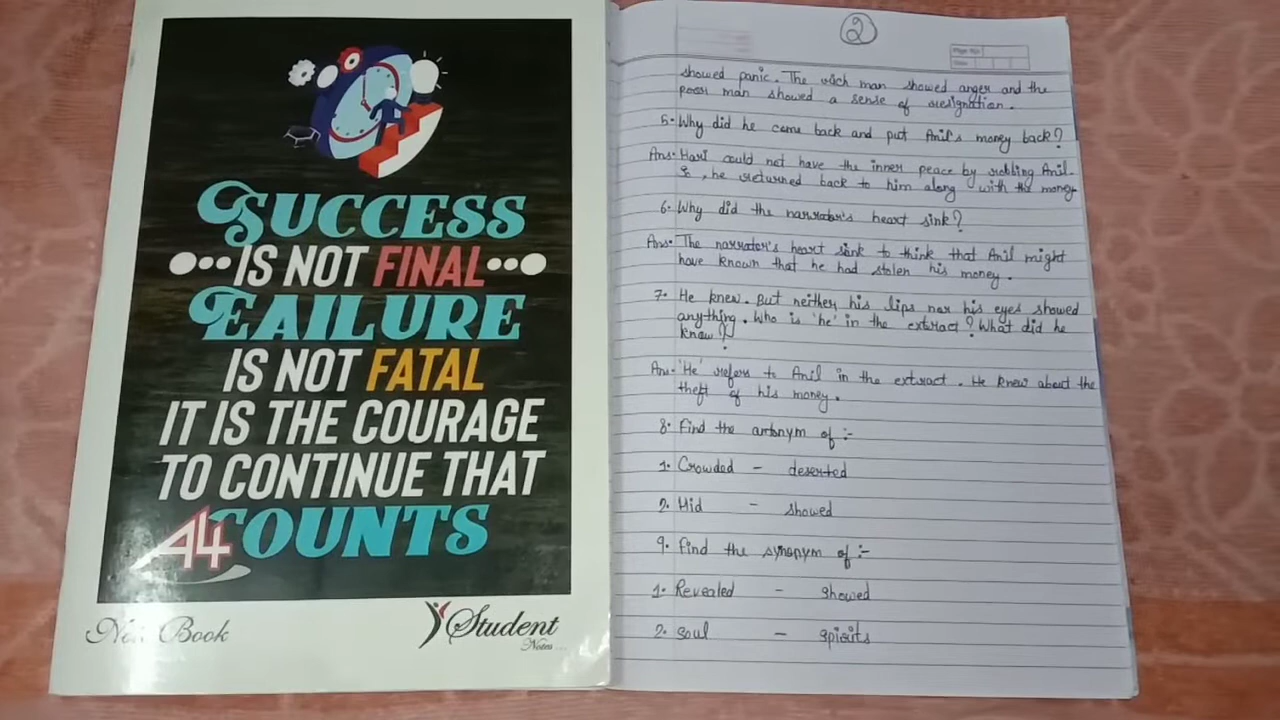 SUCCESS
IS NOT FINAL
FAILURE
IS NOT FATAL
IT IS THE COURAGE
TO CONTINUE THAT
COUNTS
A4
Note Book
Student
Notes...
2
Page No.
Date
showed panic. The rich man showed anger and the
poor man showed a sense of resignation.
5. Why did he come back and put Anil's money back?
Ans- Hari could not have the inner peace by robbing Anil.
So, he returned back to him along with the money
6. Why did the narrator's heart sink?
Ans- The narrator's heart sank to think that Anil might
have known that he had stolen his money.
7. He knew. But neither his lips nor his eyes showed
anything. Who is 'he' in the extract? What did he
know?
Ans- 'He' refers to Anil in the extract. He knew about the
theft of his money.
8. Find the antonym of :-
1. Crowded - deserted
2. Hid - showed
9. Find the synonym of :-
1. Revealed - showed
2. Soul - spirits